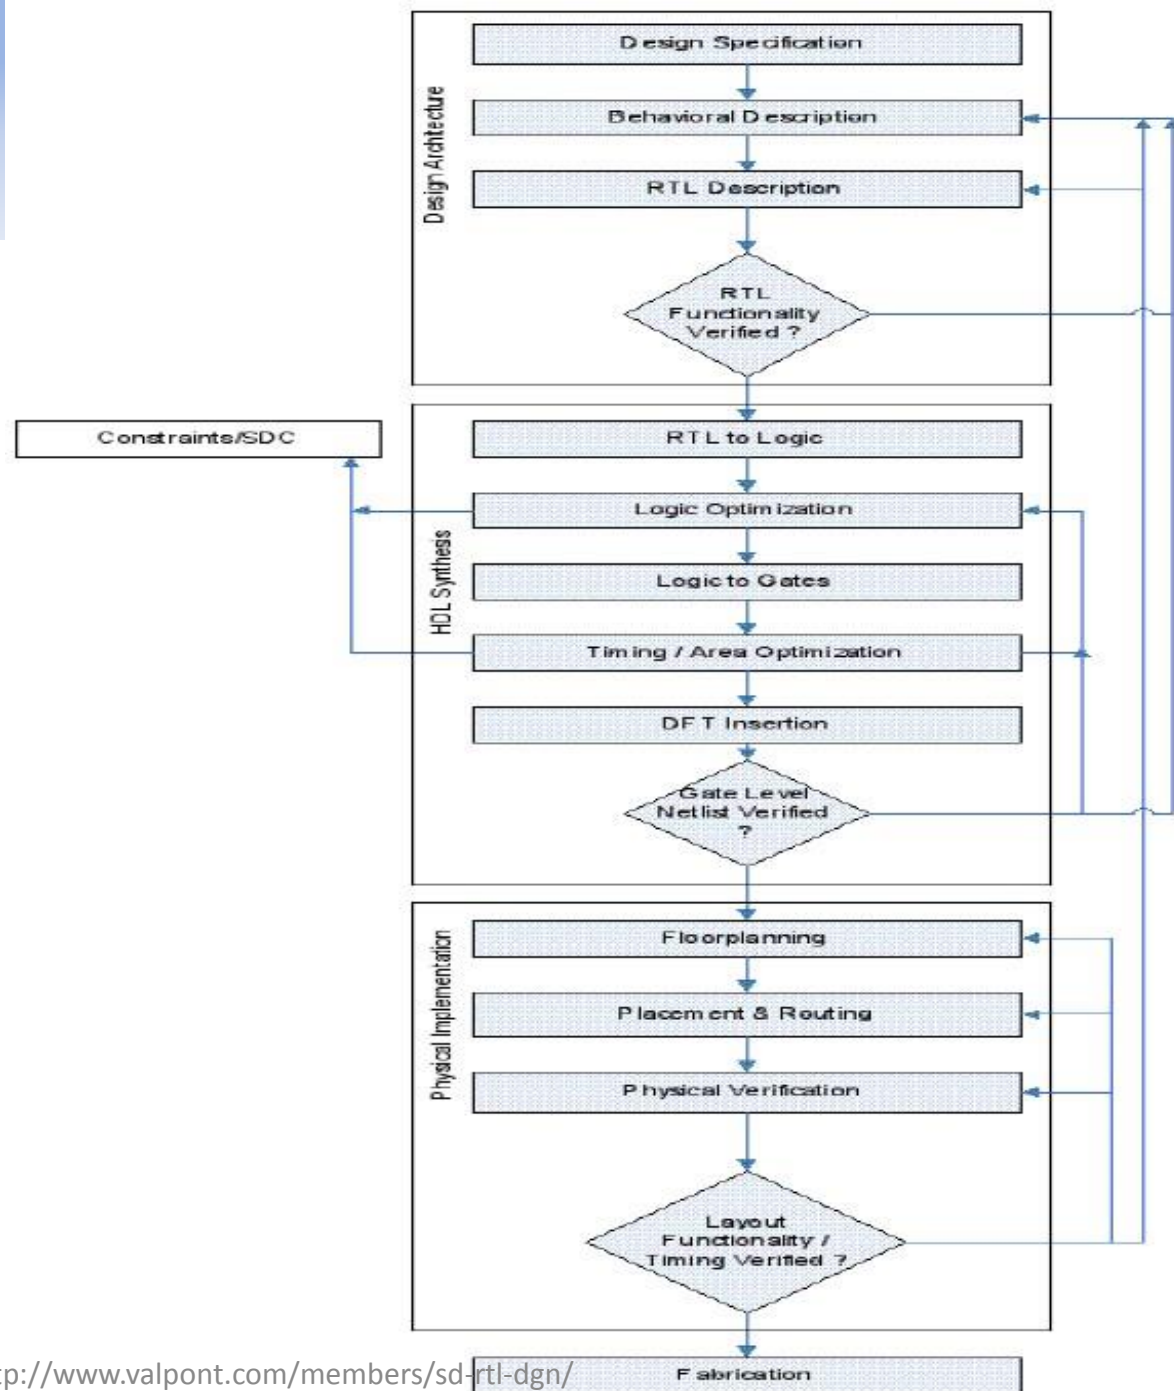 Design Architecture
Design Specification
Behavioral Description
RTL Description
RTL
Functionality
Verified ?
Constraints/SDC
HDL Synthesis
RTL to Logic
Logic Optimization
Logic to Gates
Timing / Area Optimization
DFT Insertion
Gate Level
Netlist Verified
?
Physical Implementation
Floorplanning
Placement & Routing
Physical Verification
Layout
Functionality /
Timing Verified ?
Fabrication
tp://www.valpont.com/members/sd-rtl-dgn/